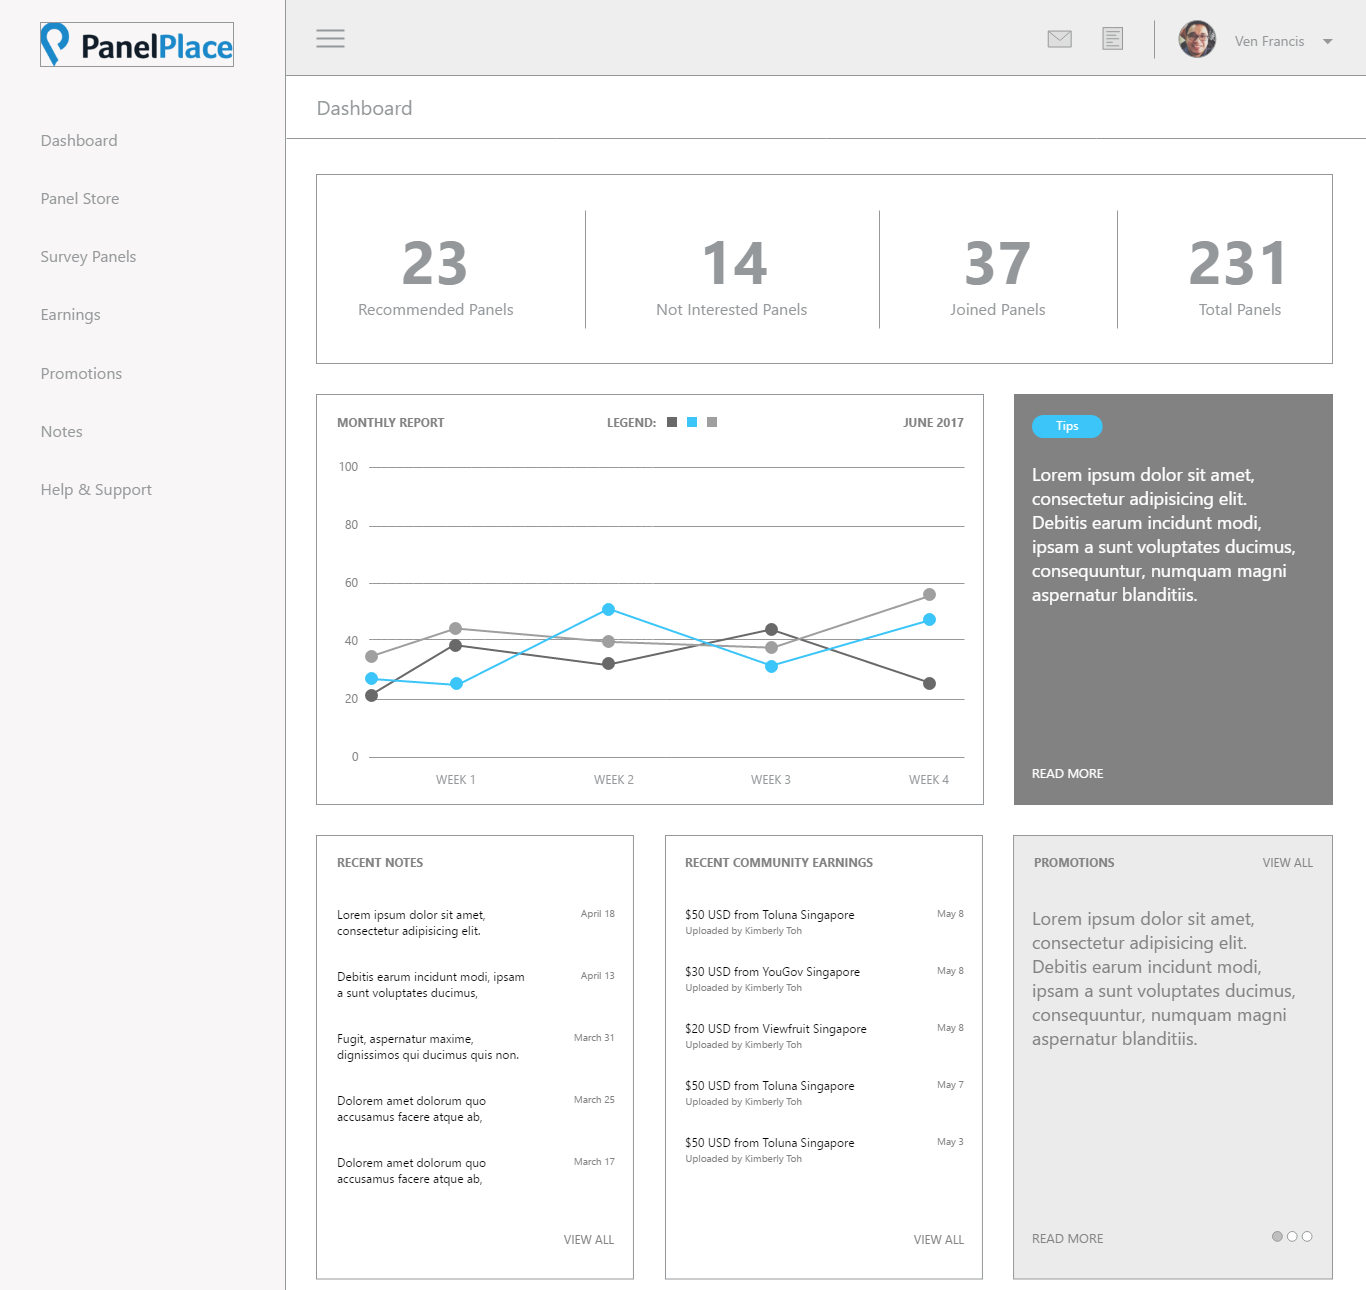 PanelPlace
Ven Francis
Dashboard
Panel Store
Survey Panels
Earnings
Promotions
Notes
Help & Support
Dashboard
23
Recommended Panels
14
Not Interested Panels
37
Joined Panels
231
Total Panels
MONTHLY REPORT
LEGEND:
JUNE 2017
100
80
60
40
20
0
WEEK 1
WEEK 2
WEEK 3
WEEK 4
Tips
Lorem ipsum dolor sit amet,
consectetur adipisicing elit.
Debitis earum incidunt modi,
ipsam a sunt voluptates ducimus,
consequuntur, numquam magni
aspernatur blanditiis.
READ MORE
RECENT NOTES
Lorem ipsum dolor sit amet,
consectetur adipisicing elit.
April 18
Debitis earum incidunt modi, ipsam
a sunt voluptates ducimus,
April 13
Fugit, aspernatur maxime,
dignissimos qui ducimus quis non.
March 31
Dolorem amet dolorum quo
accusamus facere atque ab,
March 25
Dolorem amet dolorum quo
accusamus facere atque ab,
March 17
VIEW ALL
RECENT COMMUNITY EARNINGS
$50 USD from Toluna Singapore
Uploaded by Kimberly Toh
May 8
$30 USD from YouGov Singapore
Uploaded by Kimberly Toh
May 8
$20 USD from Viewfruit Singapore
Uploaded by Kimberly Toh
May 8
$50 USD from Toluna Singapore
Uploaded by Kimberly Toh
May 7
$50 USD from Toluna Singapore
Uploaded by Kimberly Toh
May 3
VIEW ALL
PROMOTIONS
VIEW ALL
Lorem ipsum dolor sit amet,
consectetur adipisicing elit.
Debitis earum incidunt modi,
ipsam a sunt voluptates ducimus,
consequuntur, numquam magni
aspernatur blanditiis.
READ MORE